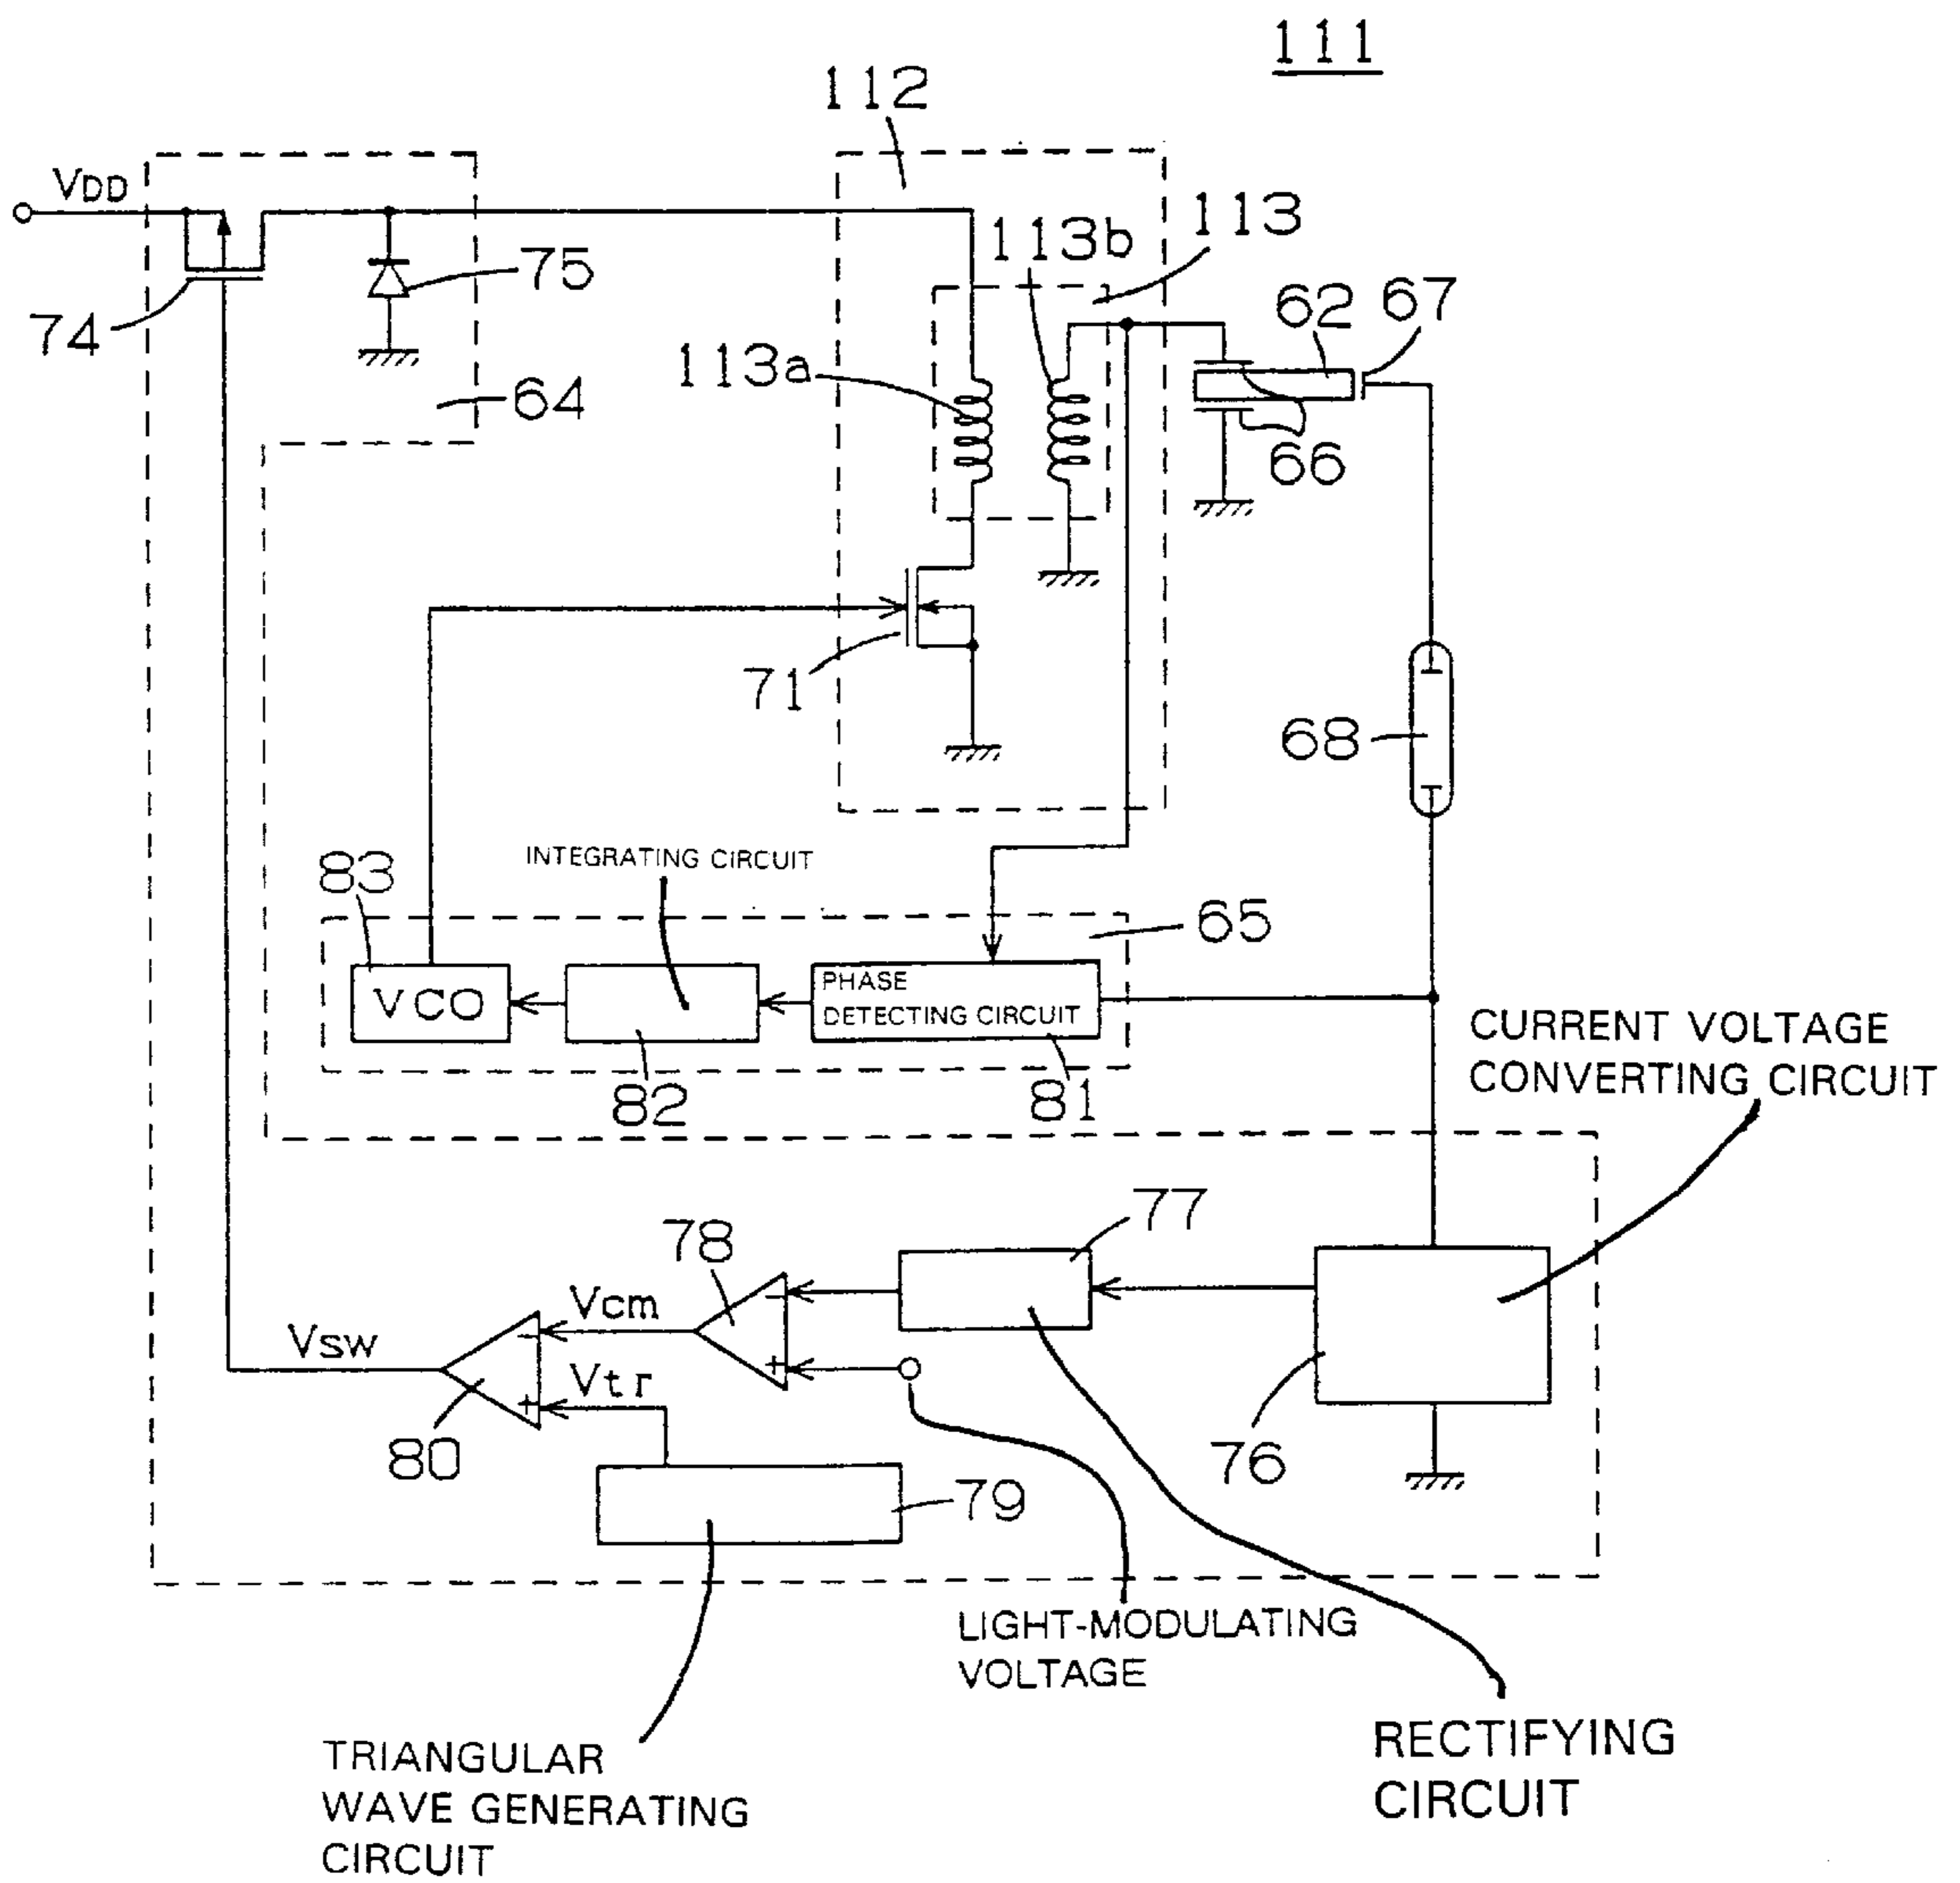 111
112
VDD
113
113b
75
67
62
74
113a
64
66
71
68
INTEGRATING CIRCUIT
83
65
PHASE
DETECTING CIRCUIT
VCO
CURRENT VOLTAGE
CONVERTING CIRCUIT
82
81
77
78
Vcm
−
Vsw
−
+
Vtr
+
80
76
79
LIGHT-MODULATING
VOLTAGE
RECTIFYING
CIRCUIT
TRIANGULAR
WAVE GENERATING
CIRCUIT